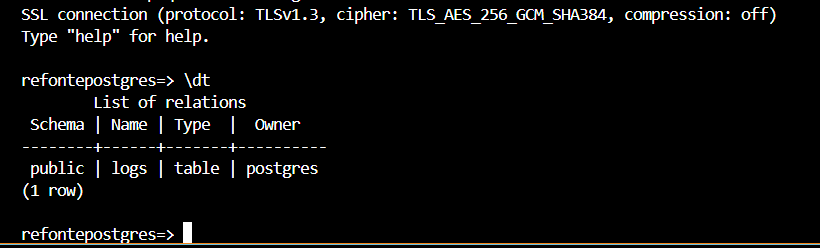 SSL connection (protocol: TLSv1.3, cipher: TLS_AES_256_GCM_SHA384, compression: off)
Type "help" for help.
refontepostgres=> \dt
List of relations
Schema | Name | Type | Owner
--------+------+-------+----------
public | logs | table | postgres
(1 row)
refontepostgres=>